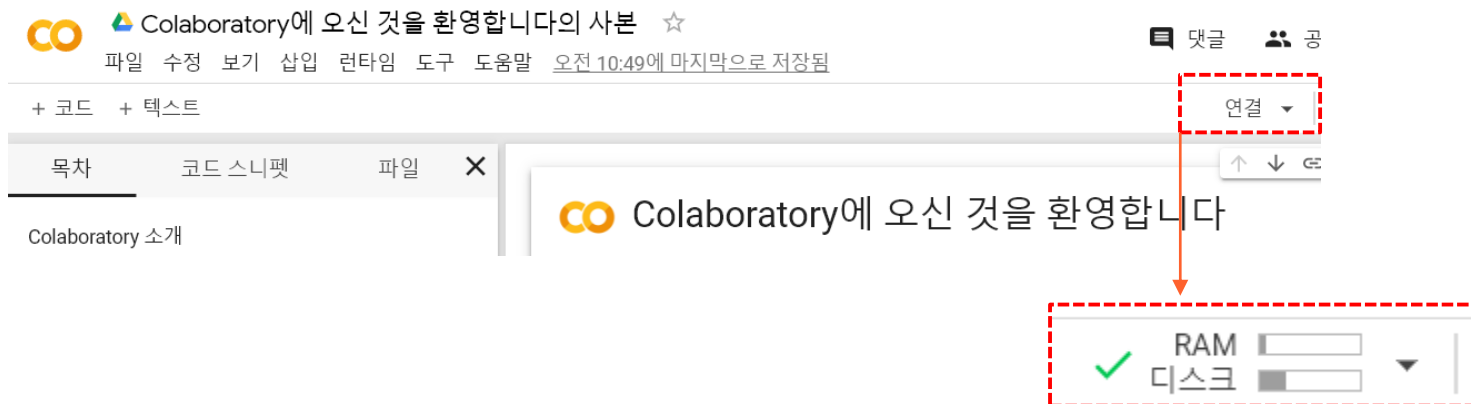 Colaboratory에 오신 것을 환영합니다의 사본
댓글 공
파일 수정 보기 삽입 런타임 도구 도움말 오전 10:49에 마지막으로 저장됨
+ 코드 + 텍스트
연결
목차 코드 스니펫 파일
Colaboratory에 오신 것을 환영합니다
Colaboratory 소개
RAM
디스크